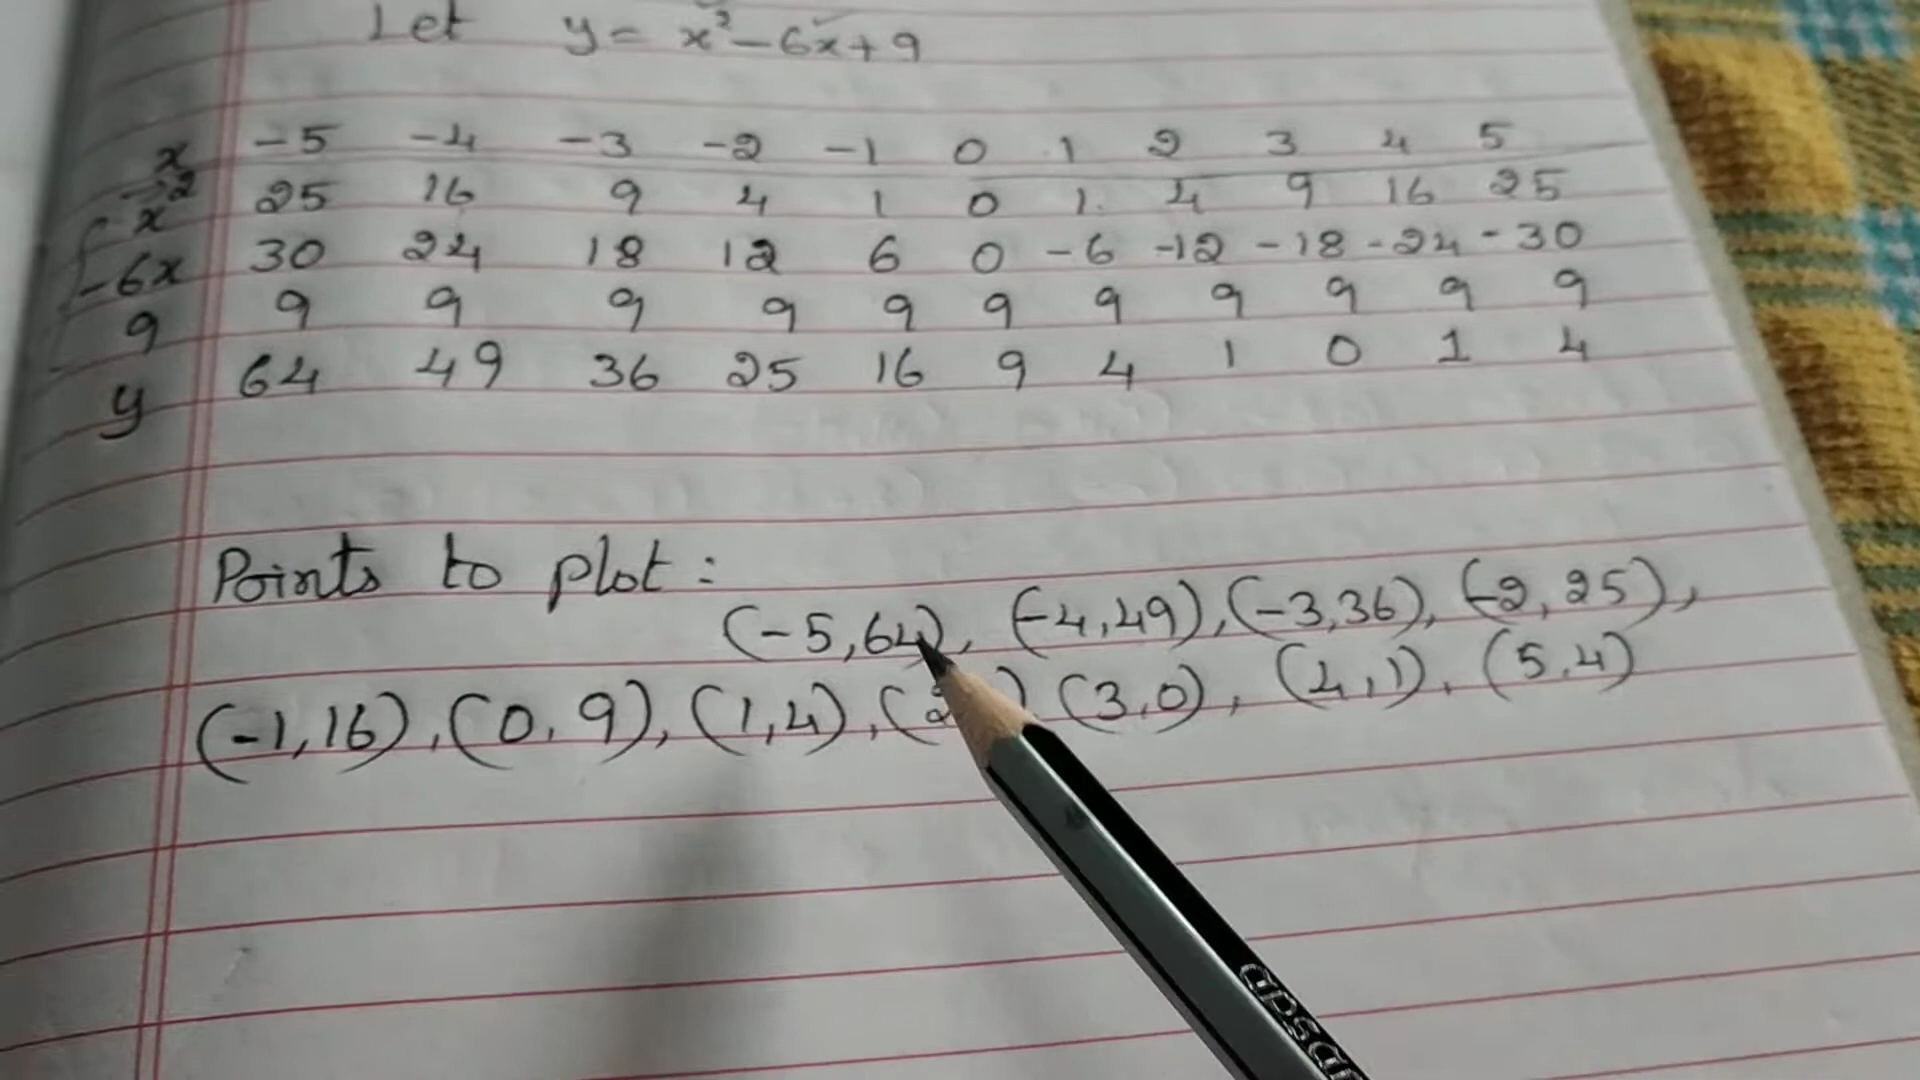 Let y = x² - 6x + 9
x -5 -4 -3 -2 -1 0 1 2 3 4 5
x² 25 16 9 4 1 0 1 4 9 16 25
-6x 30 24 18 12 6 0 -6 -12 -18 -24 -30
9 9 9 9 9 9 9 9 9 9 9 9
y 64 49 36 25 16 9 4 1 0 1 4
Points to plot :
(-5,64), (-4,49), (-3,36), (-2,25),
(-1,16), (0,9), (1,4), (2 ) (3,0), (4,1), (5,4)
APSARA